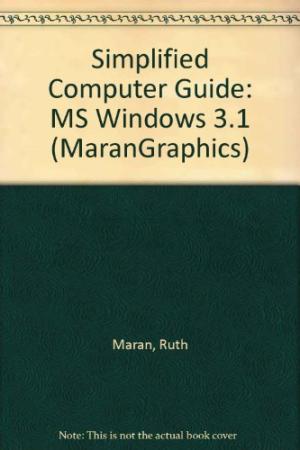 Simplified
Computer Guide:
MS Windows 3.1
(MaranGraphics)
Maran, Ruth
Note: This is not the actual book cover